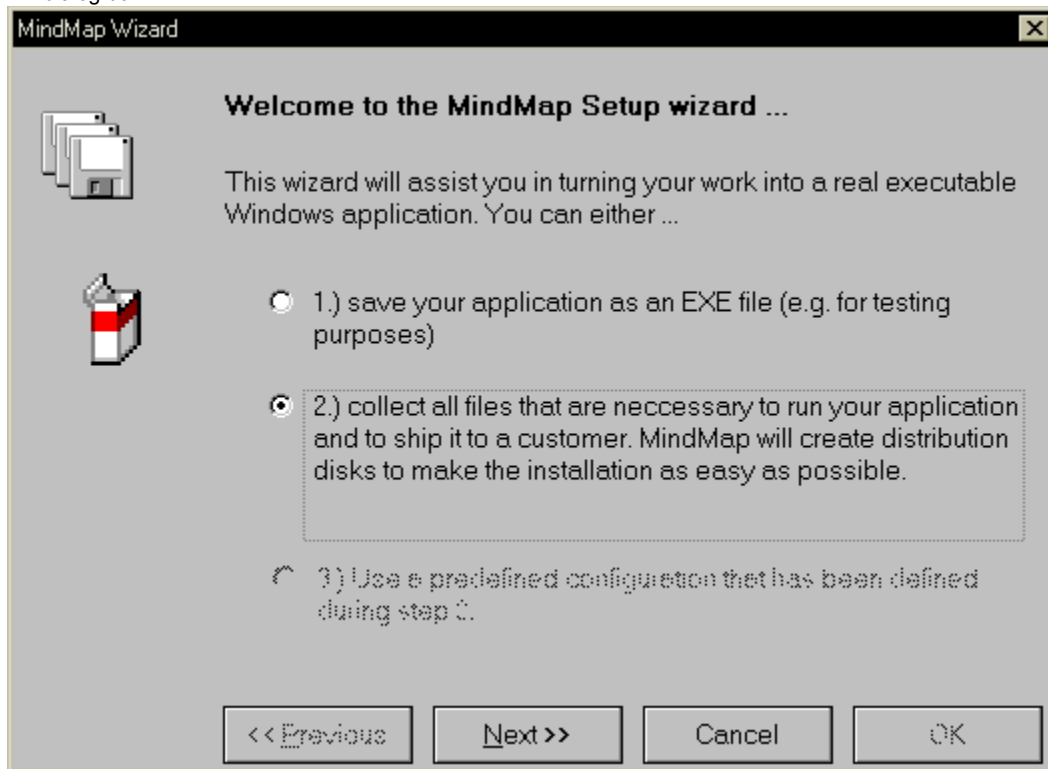 MindMap Wizard
Welcome to the MindMap Setup wizard ...
This wizard will assist you in turning your work into a real executable
Windows application. You can either ...
1.) save your application as an EXE file (e.g. for testing
purposes)
2.) collect all files that are neccessary to run your application
and to ship it to a customer. MindMap will create distribution
disks to make the installation as easy as possible.
3.) Use a predefined configuration that has been defined
during step 2.
<< Previous Next >> Cancel OK